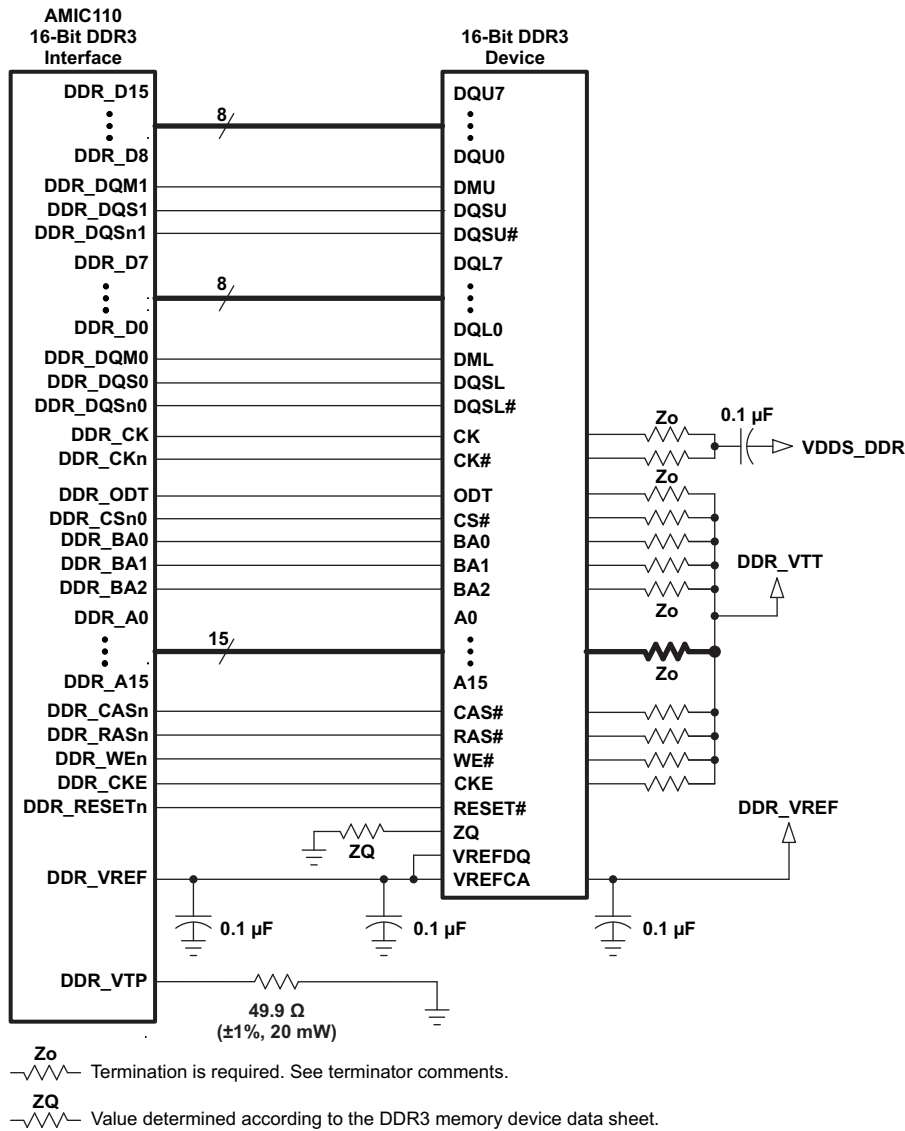 AMIC110
16-Bit DDR3
Interface
16-Bit DDR3
Device
DDR_D15
DQU7
8
DDR_D8
DQU0
DDR_DQM1
DMU
DDR_DQS1
DQSU
DDR_DQSn1
DQSU#
DDR_D7
DQL7
8
DDR_D0
DQL0
DDR_DQM0
DML
DDR_DQS0
DQSL
DDR_DQSn0
DQSL#
Zo
0.1 µF
DDR_CK
CK
VDDS_DDR
DDR_CKn
CK#
Zo
DDR_ODT
ODT
DDR_CSn0
CS#
DDR_BA0
BA0
DDR_BA1
BA1
DDR_VTT
DDR_BA2
BA2
Zo
DDR_A0
A0
15
Zo
DDR_A15
A15
DDR_CASn
CAS#
DDR_RASn
RAS#
DDR_WEn
WE#
DDR_CKE
CKE
DDR_RESETn
RESET#
DDR_VREF
ZQ
ZQ
VREFDQ
DDR_VREF
VREFCA
0.1 µF
0.1 µF
0.1 µF
DDR_VTP
49.9 Ω
(±1%, 20 mW)
Zo
Termination is required. See terminator comments.
ZQ
Value determined according to the DDR3 memory device data sheet.